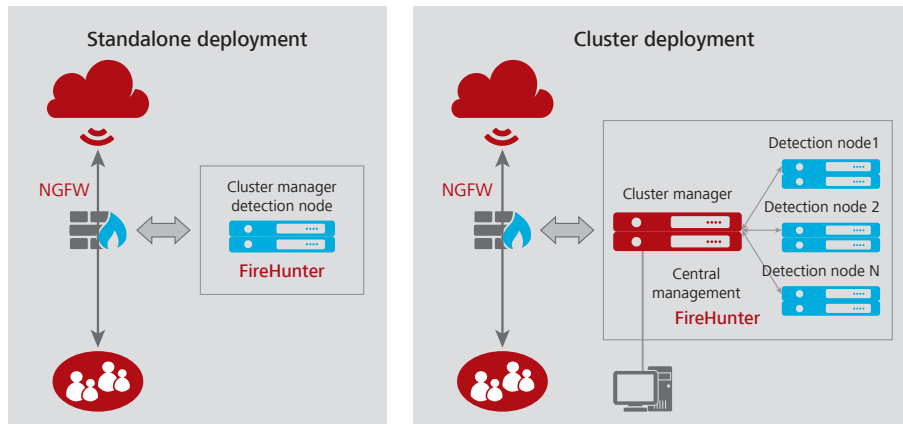 Standalone deployment
NGFW
Cluster manager
detection node
FireHunter
Cluster deployment
NGFW
Cluster manager
Detection node1
Detection node 2
Detection node N
Central
management
FireHunter